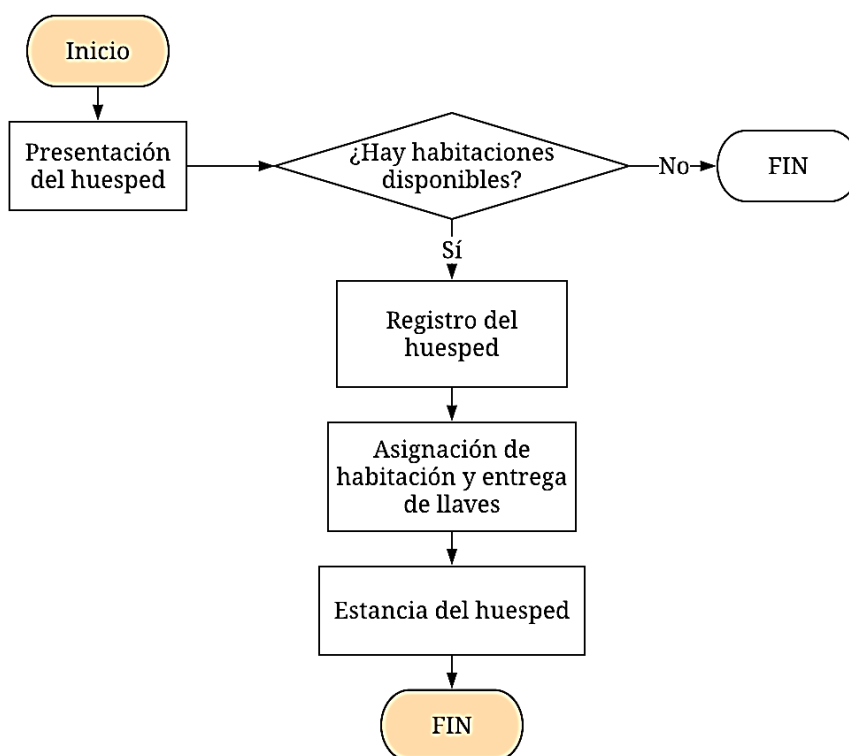 Inicio
Presentación
del huesped
¿Hay habitaciones
disponibles?
No
FIN
Sí
Registro del
huesped
Asignación de
habitación y entrega
de llaves
Estancia del huesped
FIN